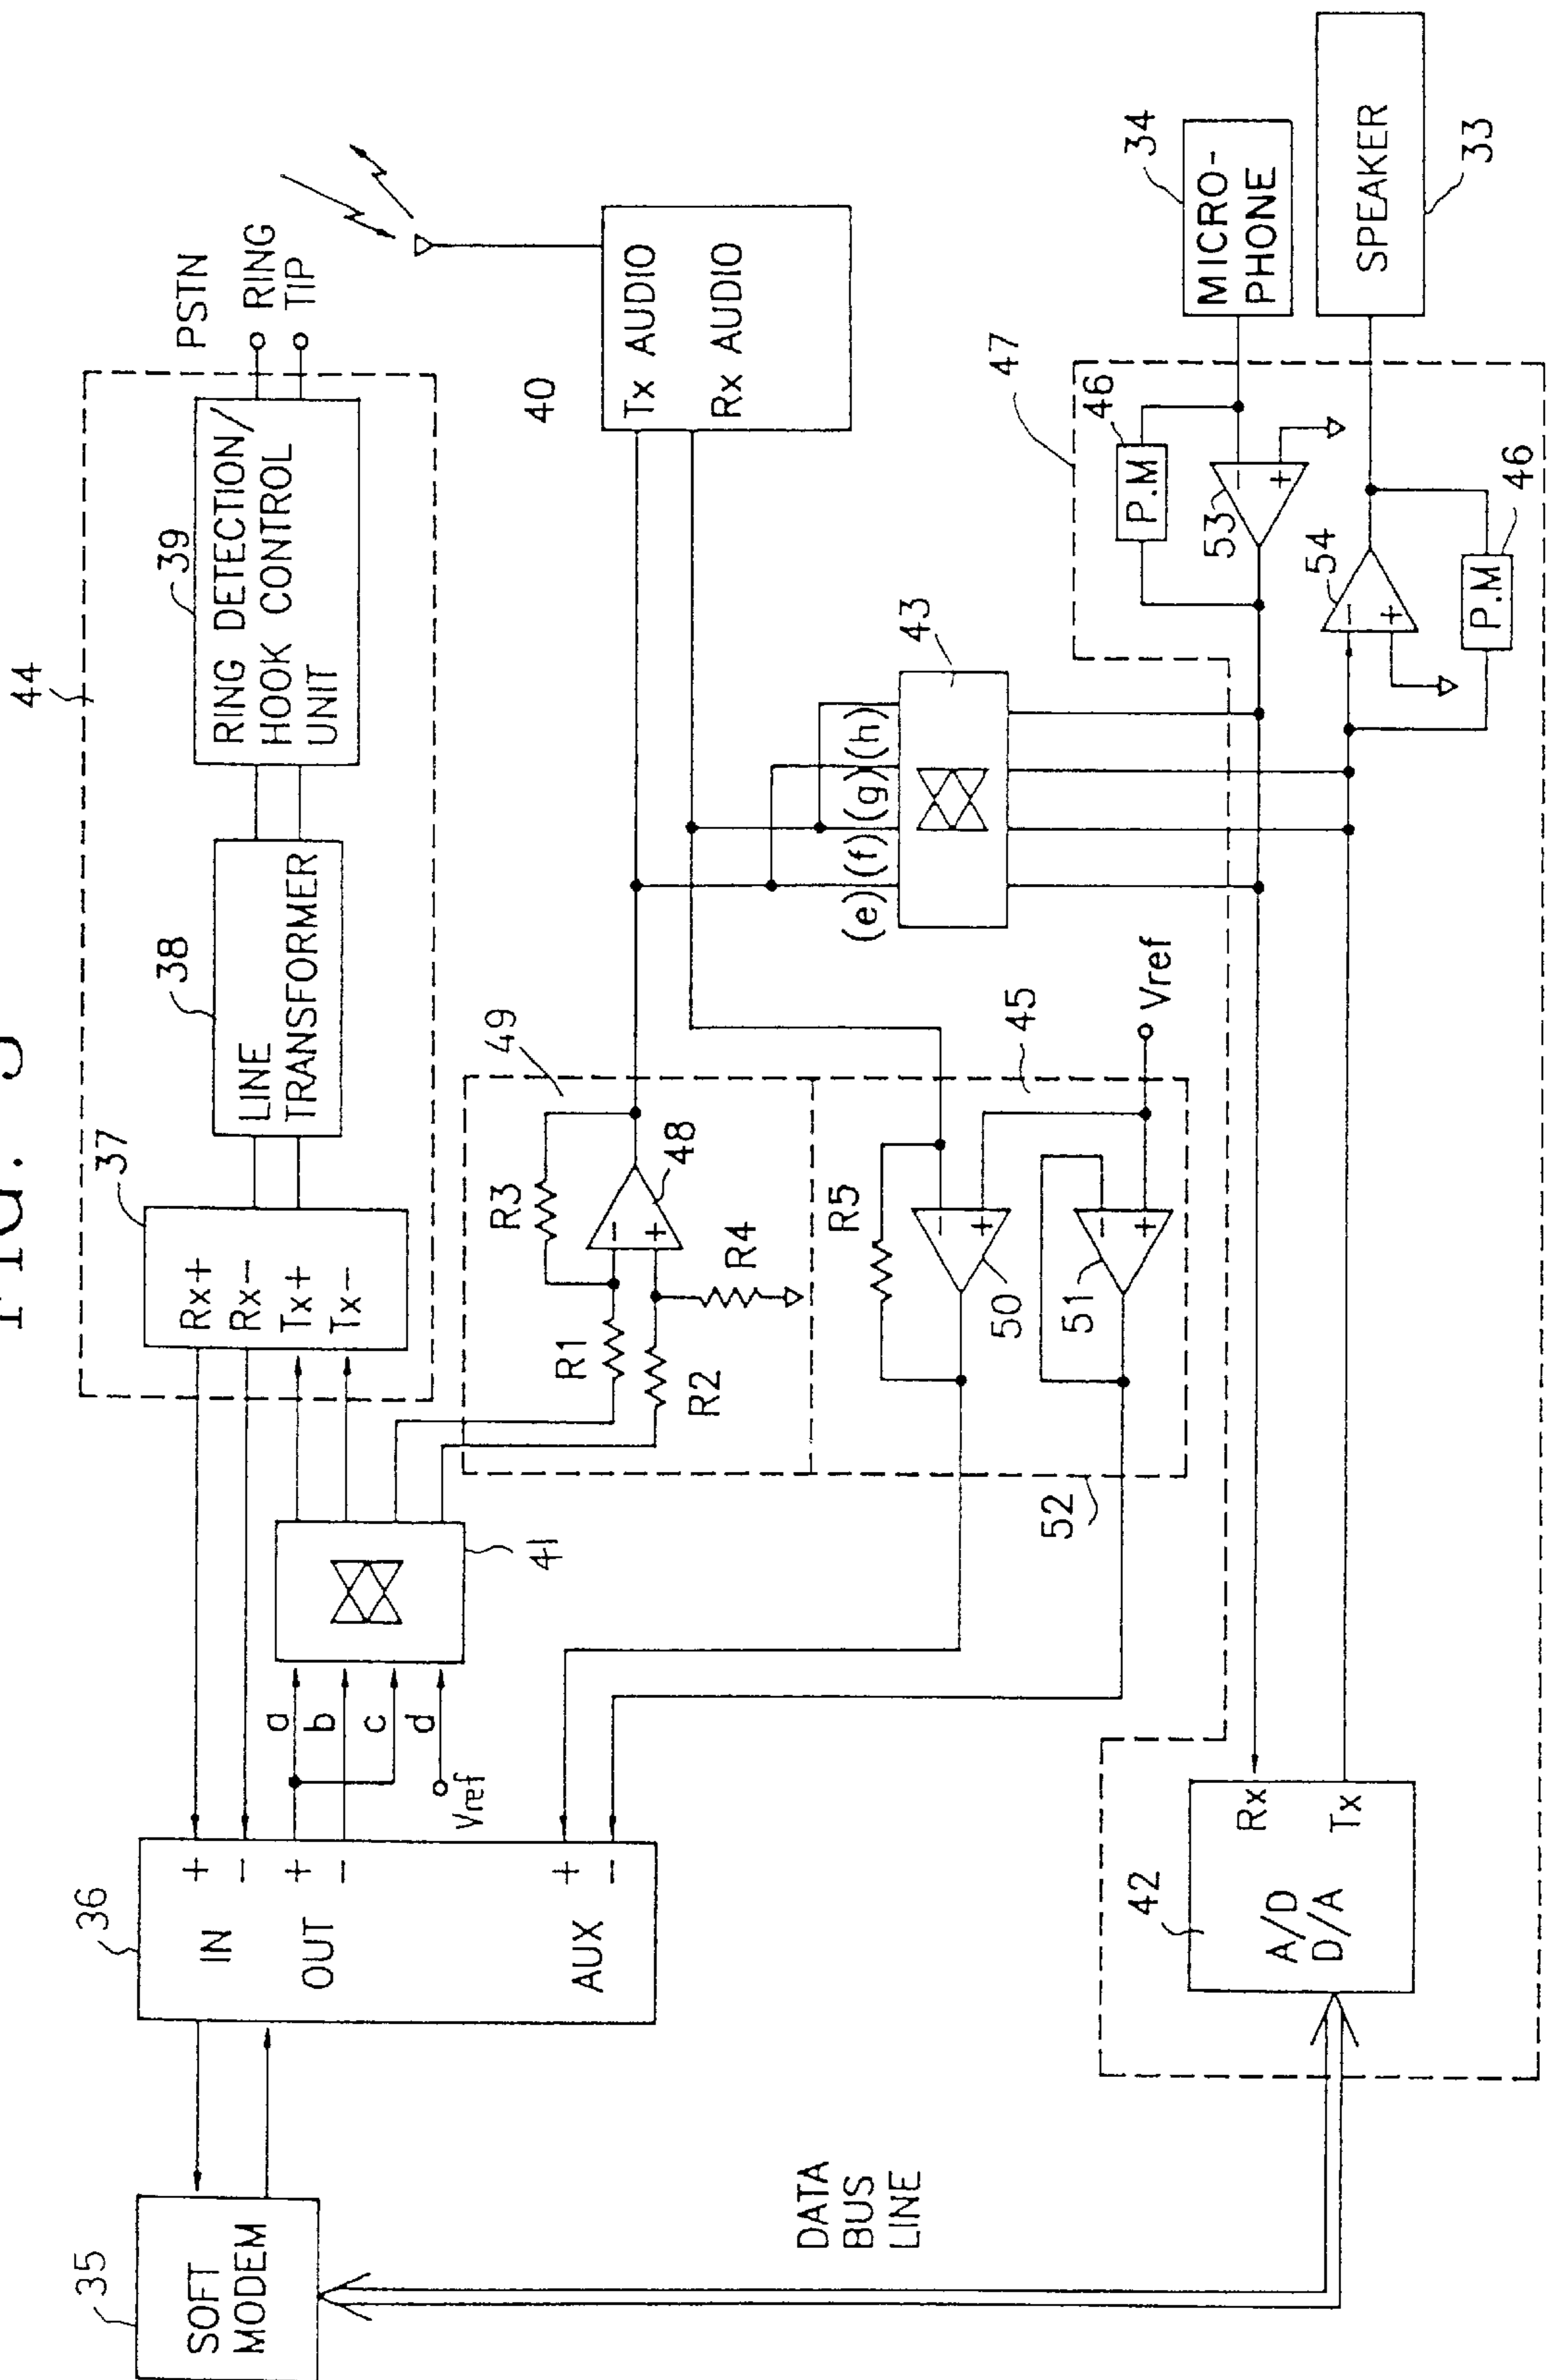 44
37
Rx+
Rx-
Tx+
Tx-
38
LINE
TRANSFORMER
39
RING DETECTION/
HOOK CONTROL
UNIT
PSTN
RING
TIP
36
IN
+
-
OUT
+
-
AUX
+
-
a
b
c
d
Vref
41
35
SOFT
MODEM
49
R1
R2
R3
R4
-
+
48
40
Tx AUDIO
Rx AUDIO
52
45
R5
-
+
50
-
+
51
Vref
(e)
(f)
(g)
(h)
43
47
46
P.M
-
+
53
34
MICRO-
PHONE
-
+
54
P.M
46
SPEAKER
33
42
A/D
D/A
Rx
Tx
DATA
BUS
LINE